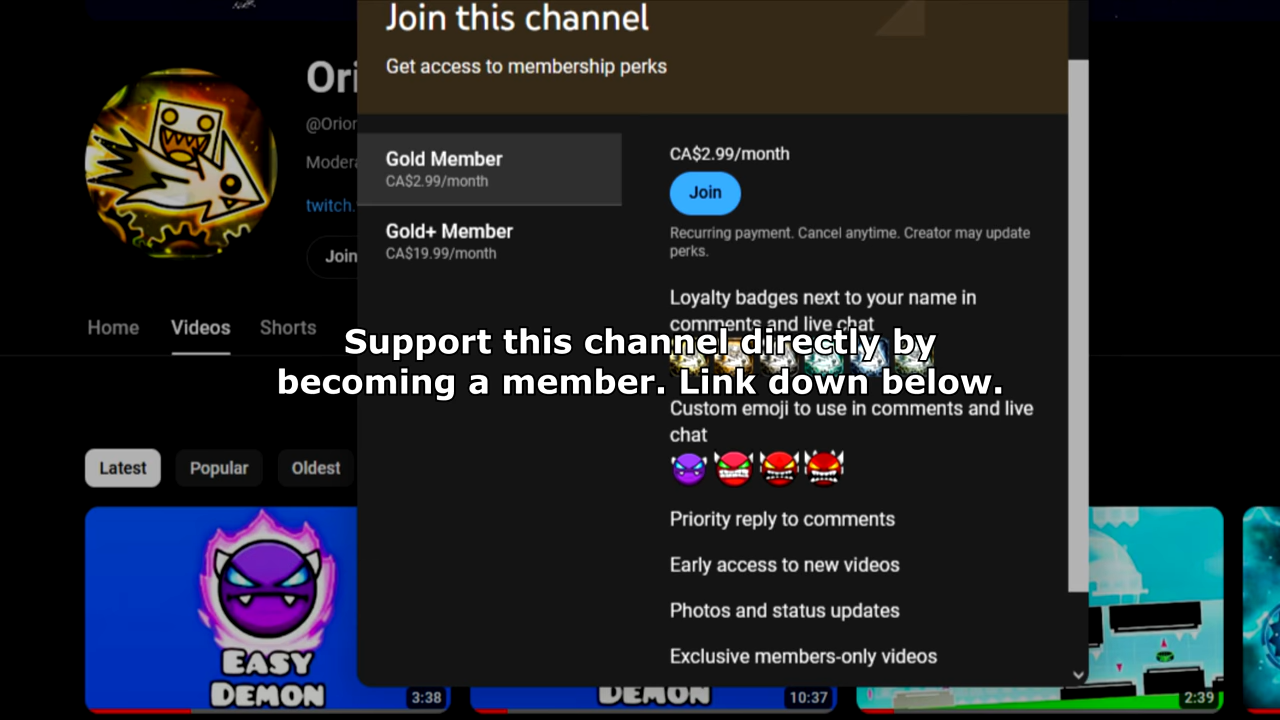 Join this channel
Get access to membership perks
Ori
@Orior
Modera
twitch.
Join
Gold Member
CA$2.99/month
Gold+ Member
CA$19.99/month
CA$2.99/month
Join
Recurring payment. Cancel anytime. Creator may update
perks.
Loyalty badges next to your name in
comments and live chat
Home
Videos
Shorts
Support this channel directly by
becoming a member. Link down below.
Custom emoji to use in comments and live
chat
Latest
Popular
Oldest
Priority reply to comments
Early access to new videos
Photos and status updates
Exclusive members-only videos
EASY
DEMON
3:38
DEMON
10:37
2:39